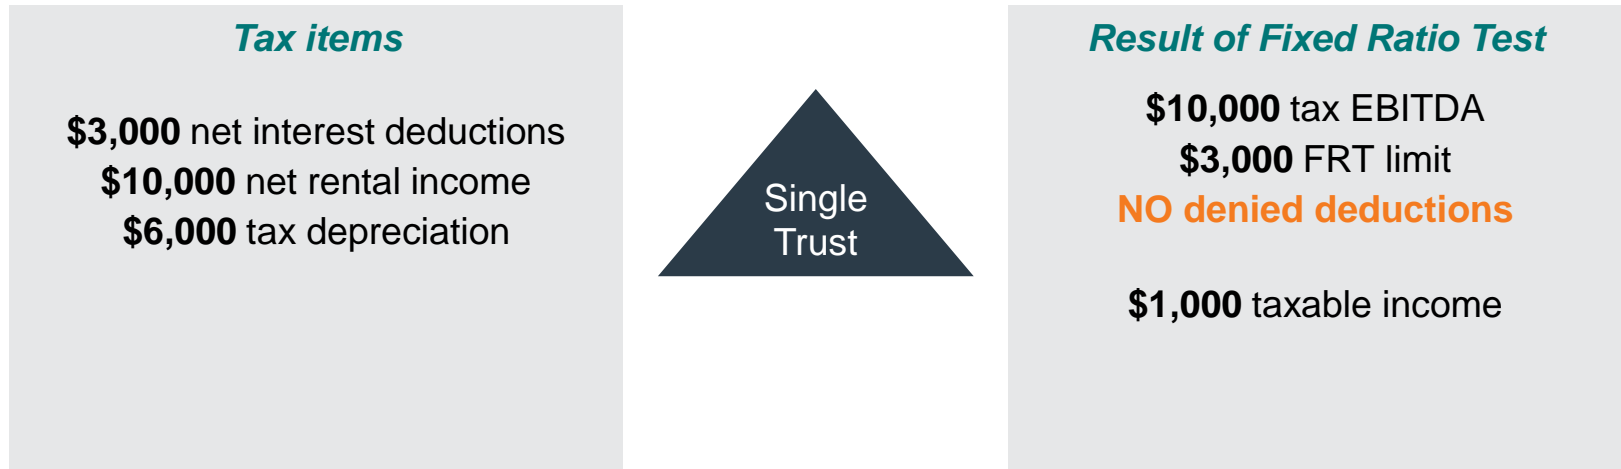 Tax items
$3,000 net interest deductions
$10,000 net rental income
$6,000 tax depreciation
Single
Trust
Result of Fixed Ratio Test
$10,000 tax EBITDA
$3,000 FRT limit
NO denied deductions
$1,000 taxable income